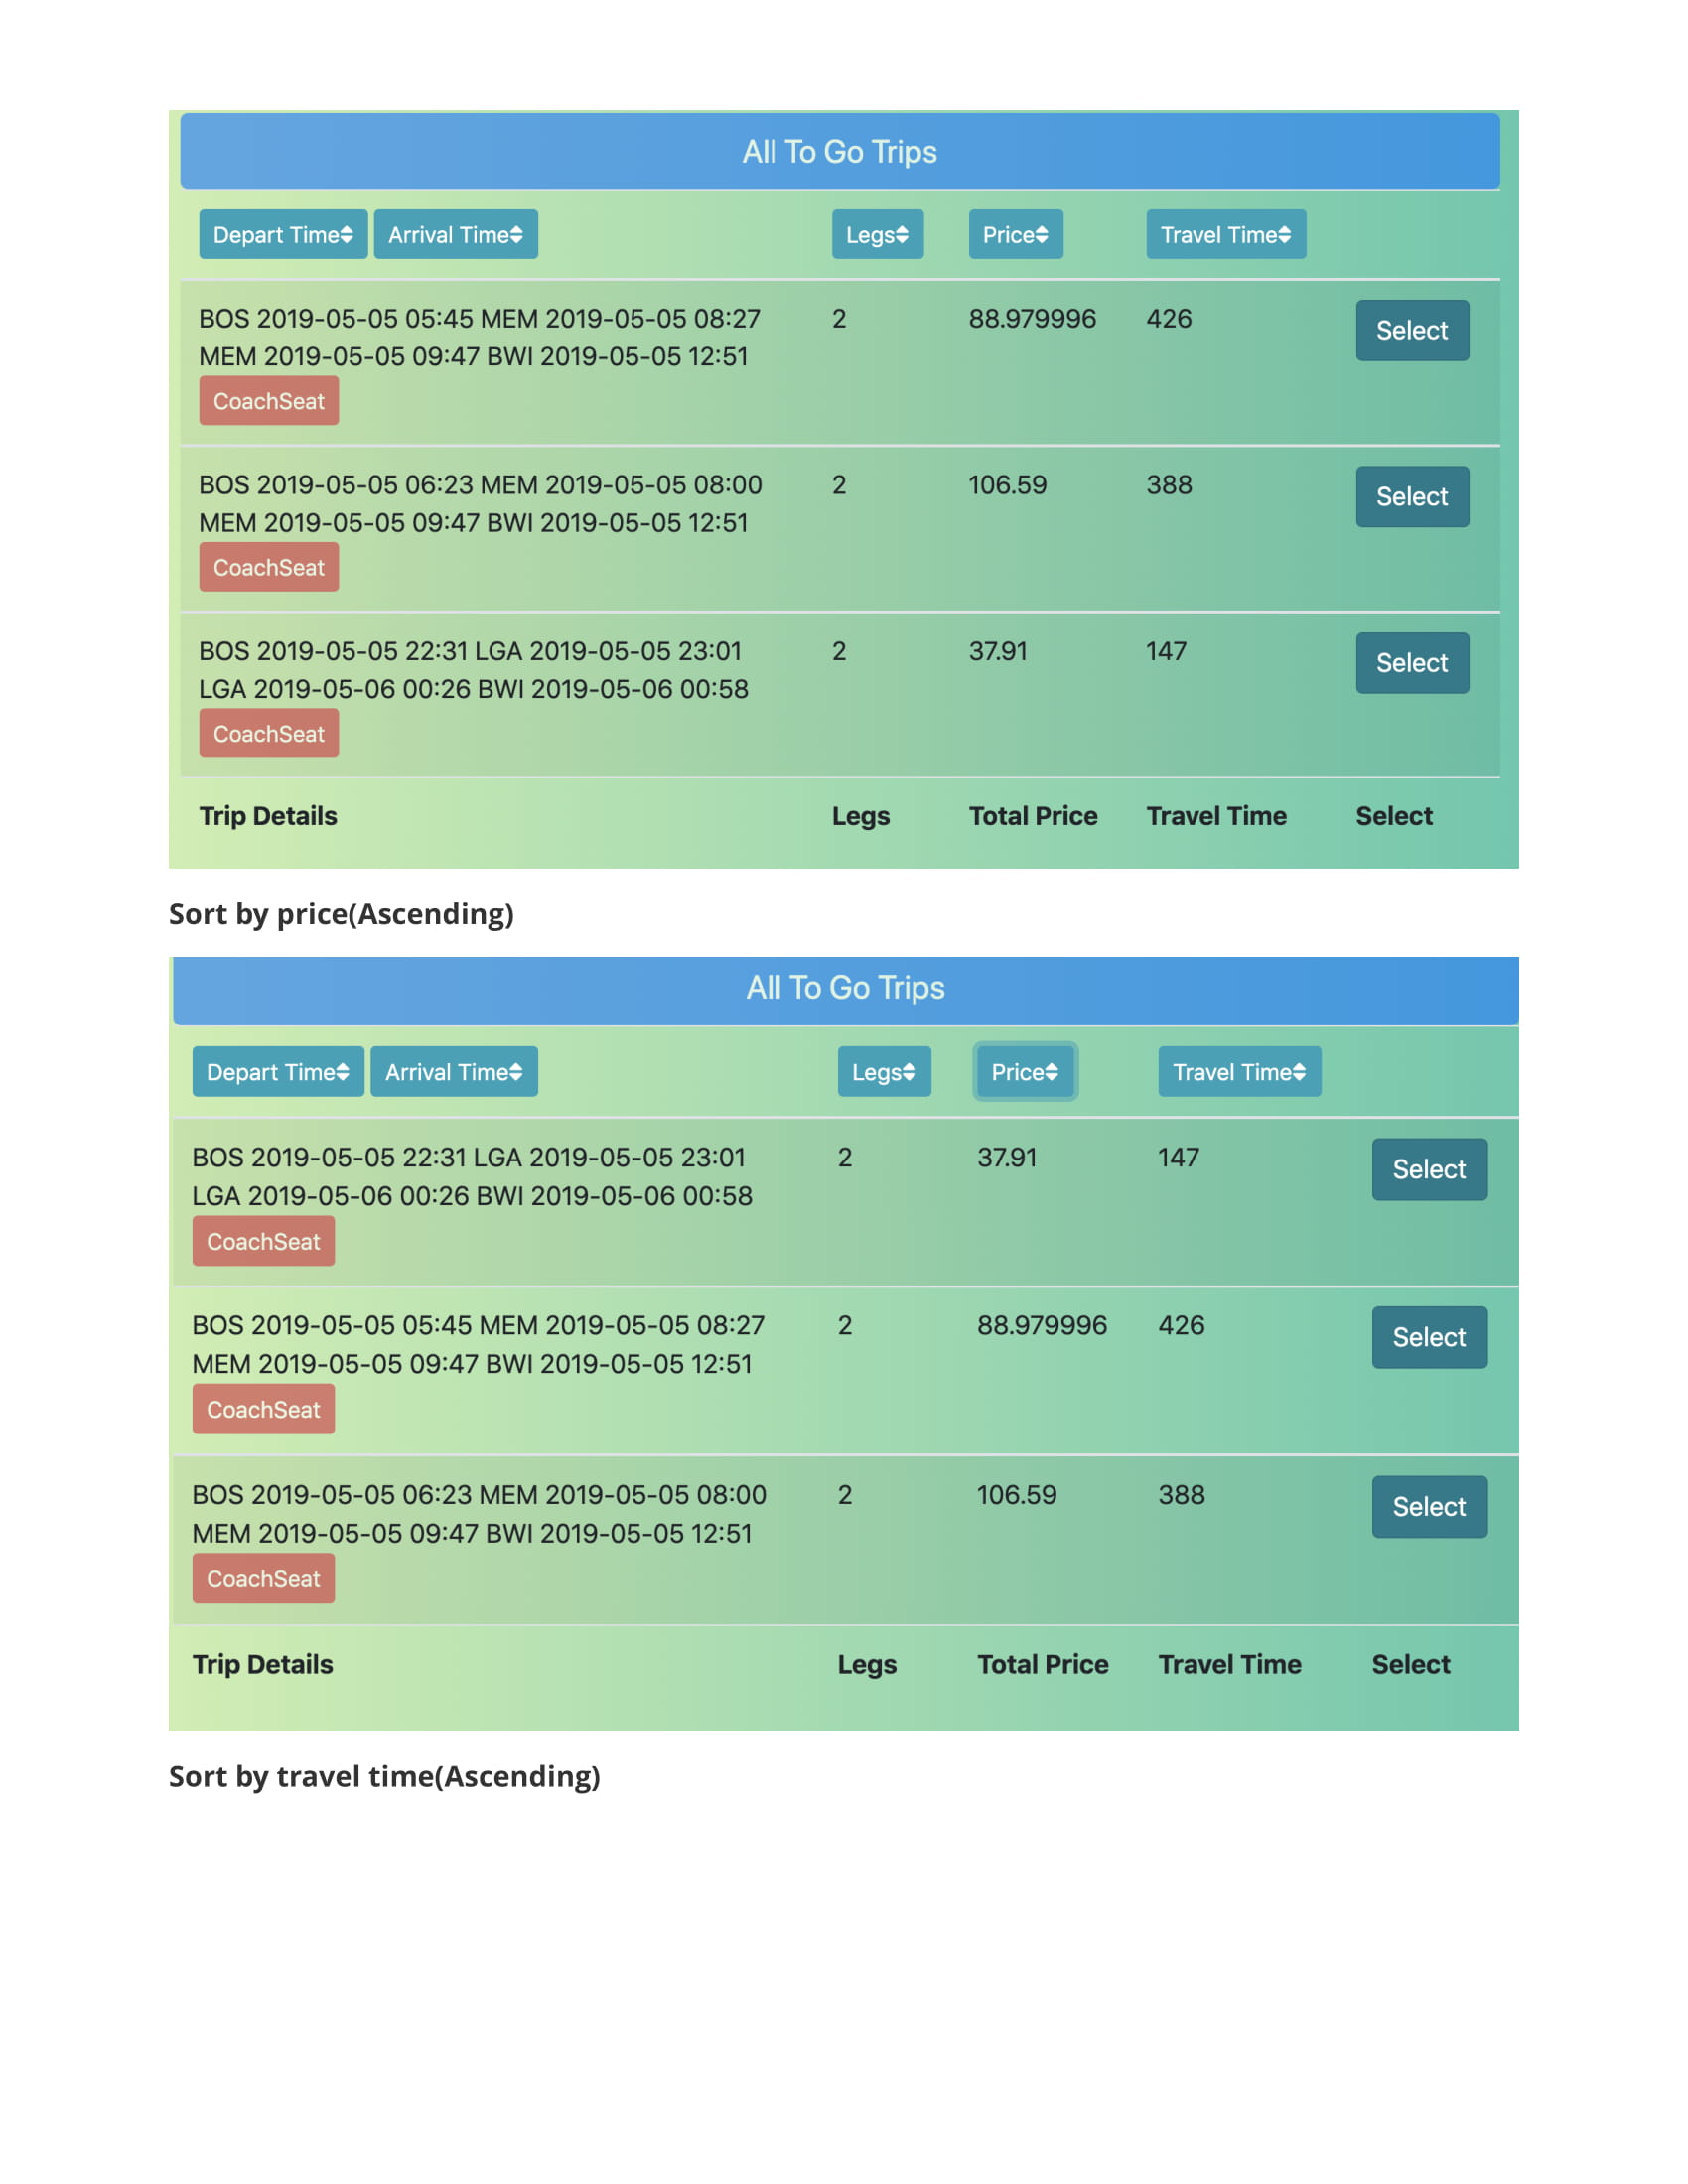 All To Go Trips
Depart Time Arrival Time Legs Price Travel Time
BOS 2019-05-05 05:45 MEM 2019-05-05 08:27 2 88.979996 426 Select
MEM 2019-05-05 09:47 BWI 2019-05-05 12:51
CoachSeat
BOS 2019-05-05 06:23 MEM 2019-05-05 08:00 2 106.59 388 Select
MEM 2019-05-05 09:47 BWI 2019-05-05 12:51
CoachSeat
BOS 2019-05-05 22:31 LGA 2019-05-05 23:01 2 37.91 147 Select
LGA 2019-05-06 00:26 BWI 2019-05-06 00:58
CoachSeat
Trip Details Legs Total Price Travel Time Select
Sort by price(Ascending)
All To Go Trips
Depart Time Arrival Time Legs Price Travel Time
BOS 2019-05-05 22:31 LGA 2019-05-05 23:01 2 37.91 147 Select
LGA 2019-05-06 00:26 BWI 2019-05-06 00:58
CoachSeat
BOS 2019-05-05 05:45 MEM 2019-05-05 08:27 2 88.979996 426 Select
MEM 2019-05-05 09:47 BWI 2019-05-05 12:51
CoachSeat
BOS 2019-05-05 06:23 MEM 2019-05-05 08:00 2 106.59 388 Select
MEM 2019-05-05 09:47 BWI 2019-05-05 12:51
CoachSeat
Trip Details Legs Total Price Travel Time Select
Sort by travel time(Ascending)